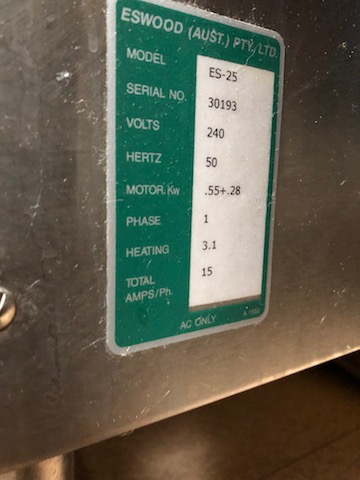 ESWOOD (AUST.) PTY. LTD.
MODEL ES-25
SERIAL NO. 30193
VOLTS 240
HERTZ 50
MOTOR. Kw .55+.28
PHASE 1
HEATING 3.1
TOTAL 15
AMPS/Ph.
AC ONLY